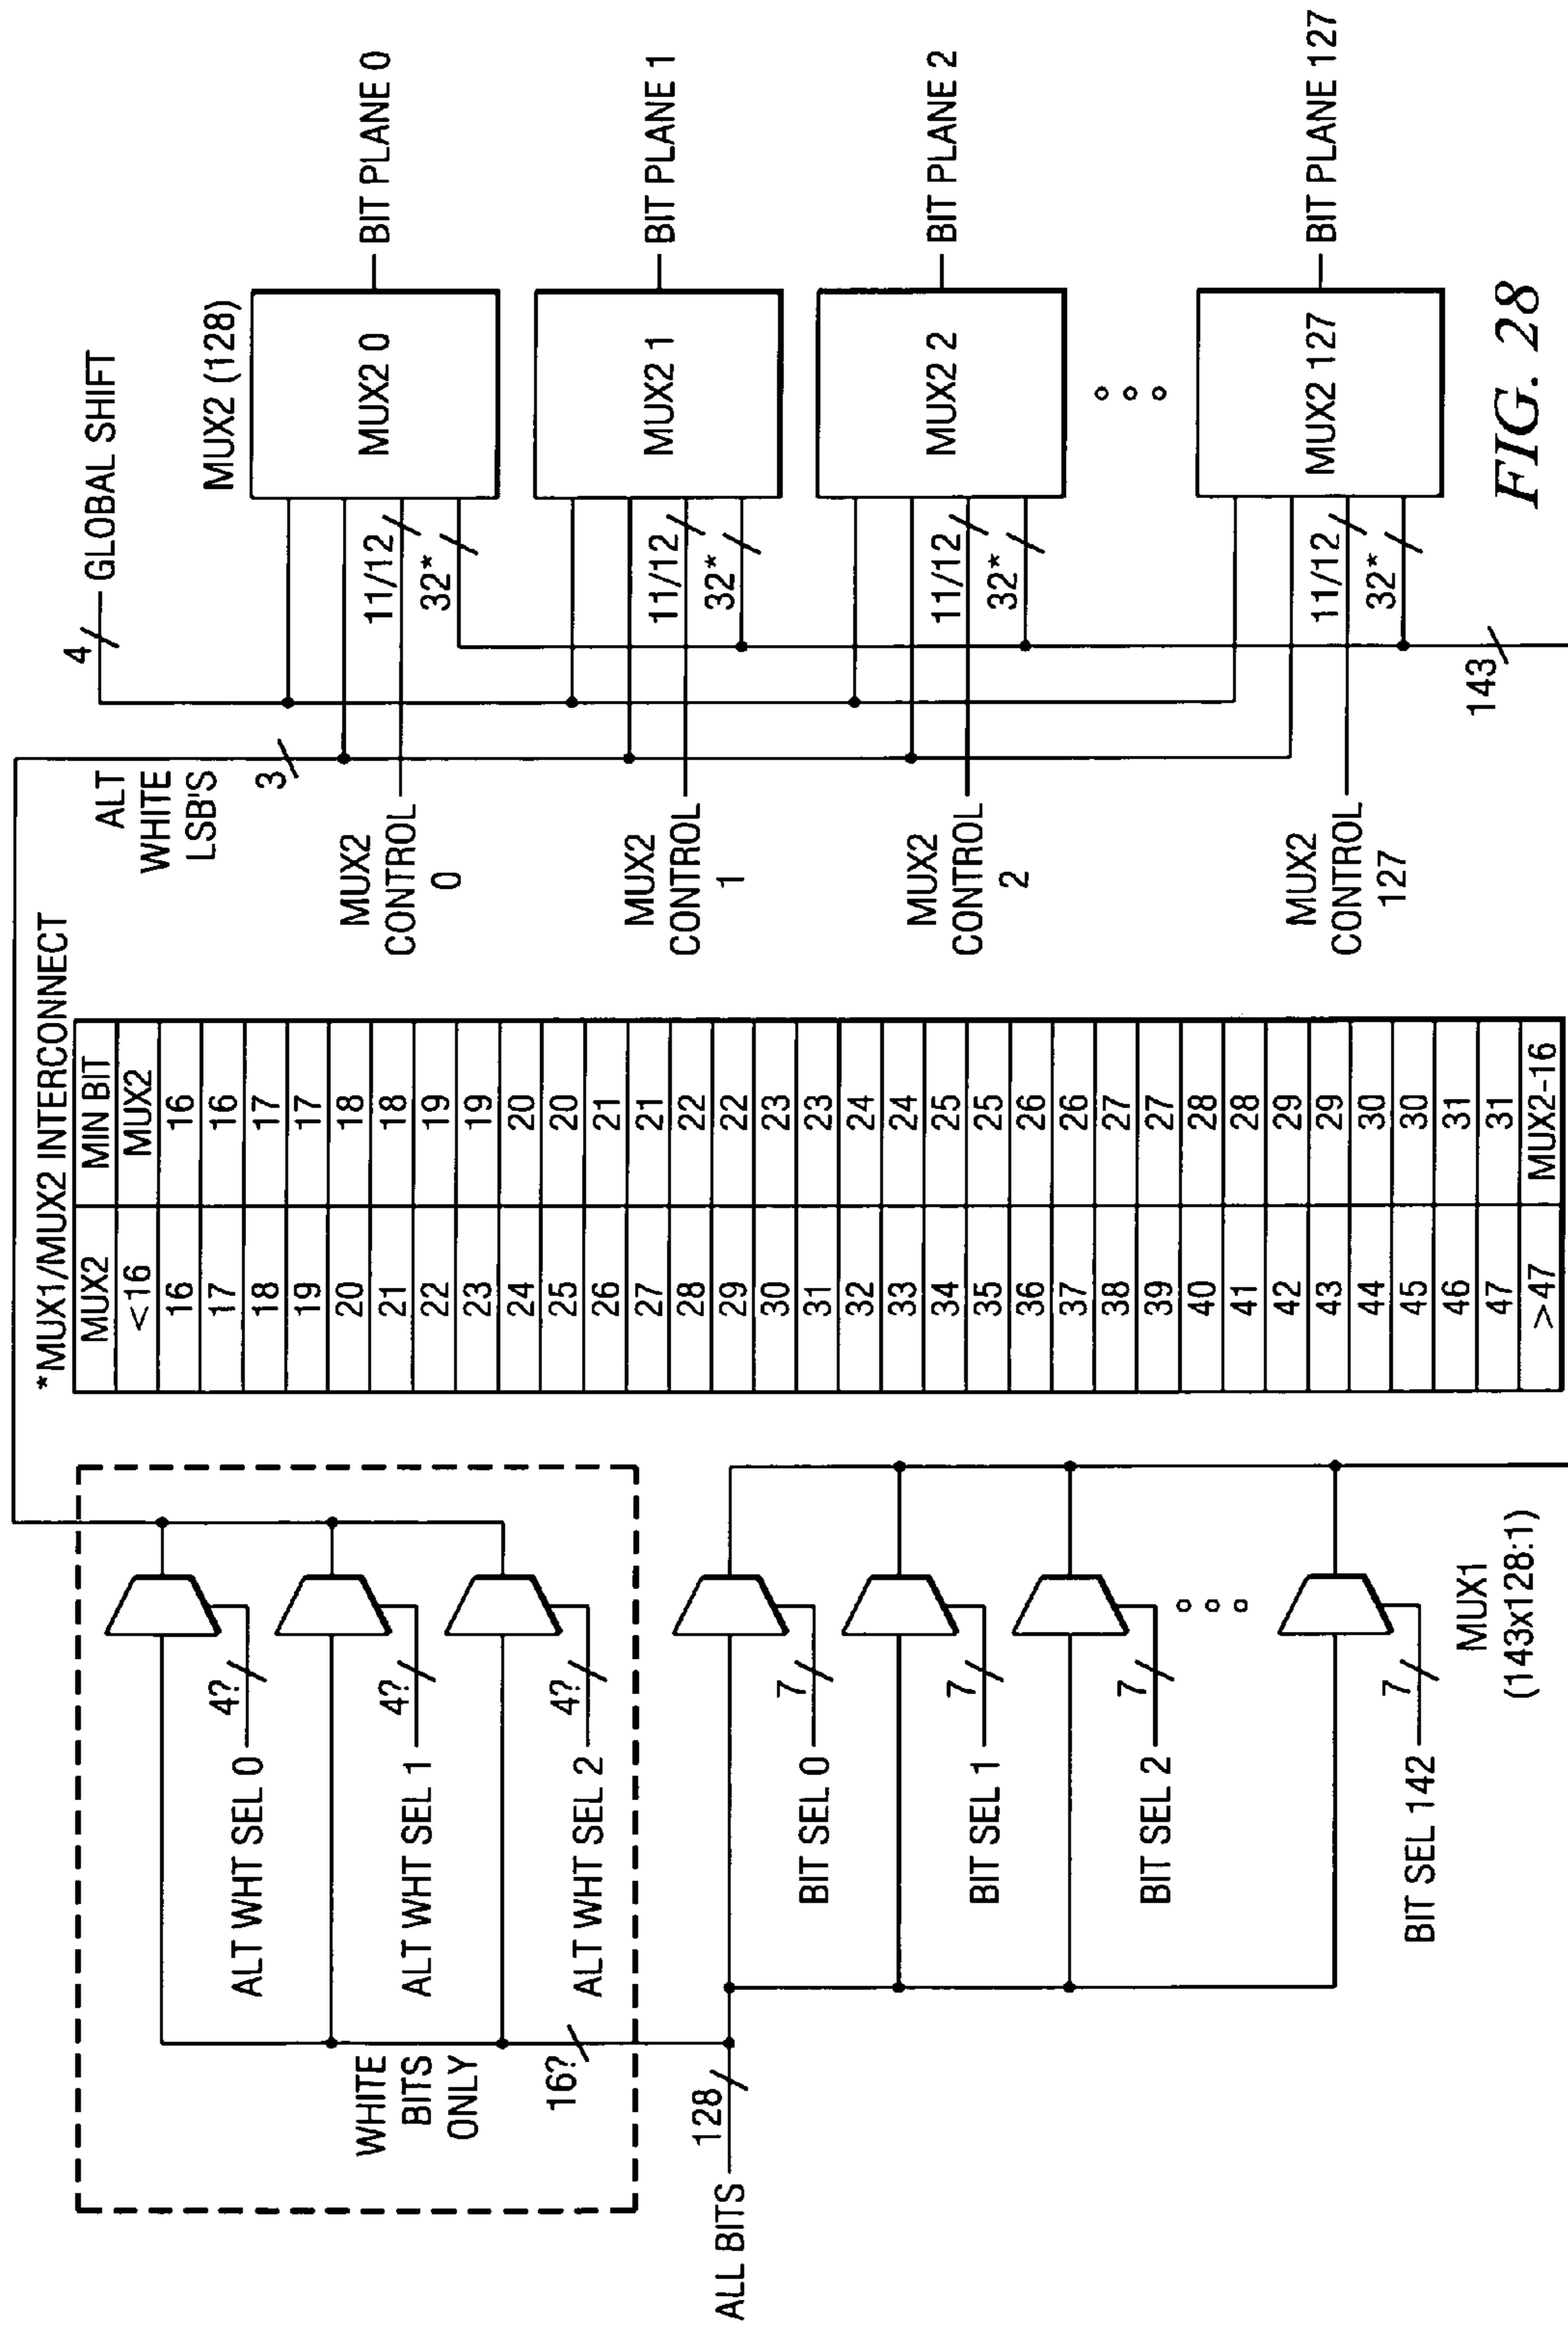 ALL BITS
128
WHITE
BITS
ONLY
16?
ALT WHT SEL 0
4?
ALT WHT SEL 1
4?
ALT WHT SEL 2
4?
BIT SEL 0
7
BIT SEL 1
7
BIT SEL 2
7
BIT SEL 142
7
MUX1
(143x128:1)
*MUX1/MUX2 INTERCONNECT
MUX2 MIN BIT
<16 MUX2
16 16
17 16
18 17
19 17
20 18
21 18
22 19
23 19
24 20
25 20
26 21
27 21
28 22
29 22
30 23
31 23
32 24
33 24
34 25
35 25
36 26
37 26
38 27
39 27
40 28
41 28
42 29
43 29
44 30
45 30
46 31
47 31
>47 MUX2-16
ALT
WHITE
LSB'S
3
4
GLOBAL SHIFT
MUX2 (128)
MUX2
CONTROL
0
11/12
32*
MUX2 0
BIT PLANE 0
MUX2
CONTROL
1
11/12
32*
MUX2 1
BIT PLANE 1
MUX2
CONTROL
2
11/12
32*
MUX2 2
BIT PLANE 2
MUX2
CONTROL
127
11/12
32*
MUX2 127
BIT PLANE 127
143
FIG. 28